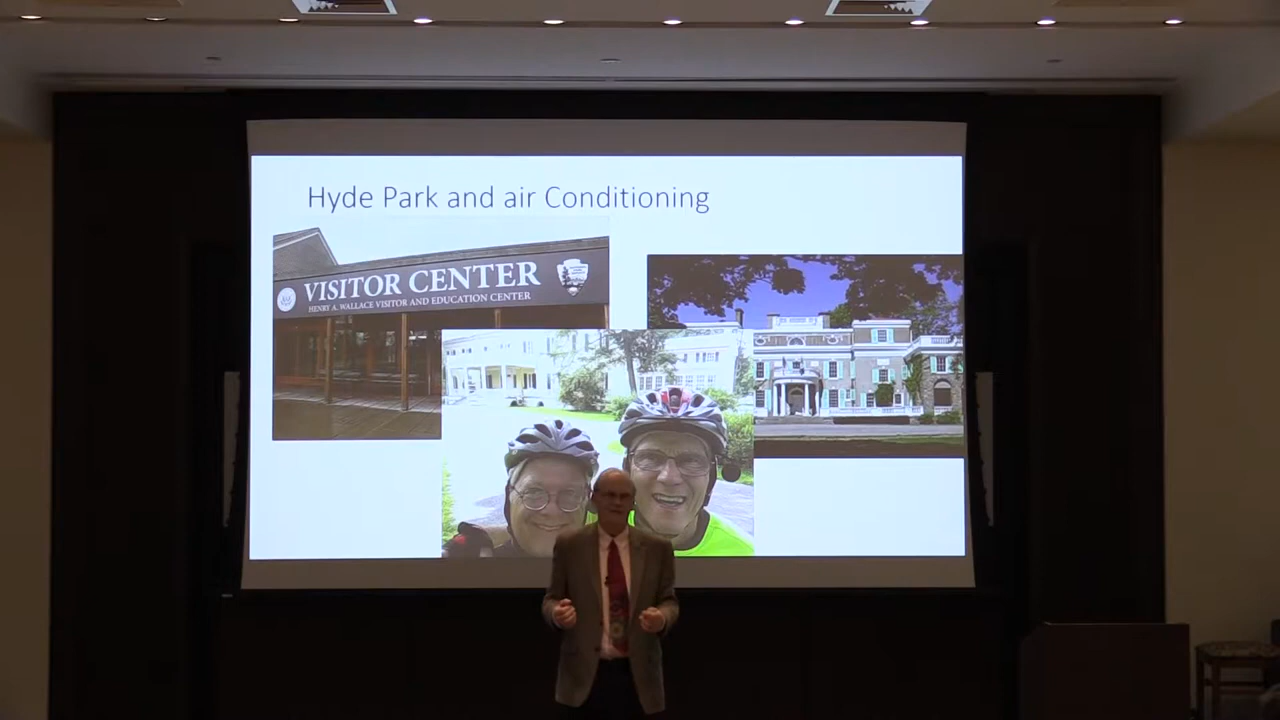 Hyde Park and air Conditioning
VISITOR CENTER
HENRY A. WALLACE VISITOR AND EDUCATION CENTER